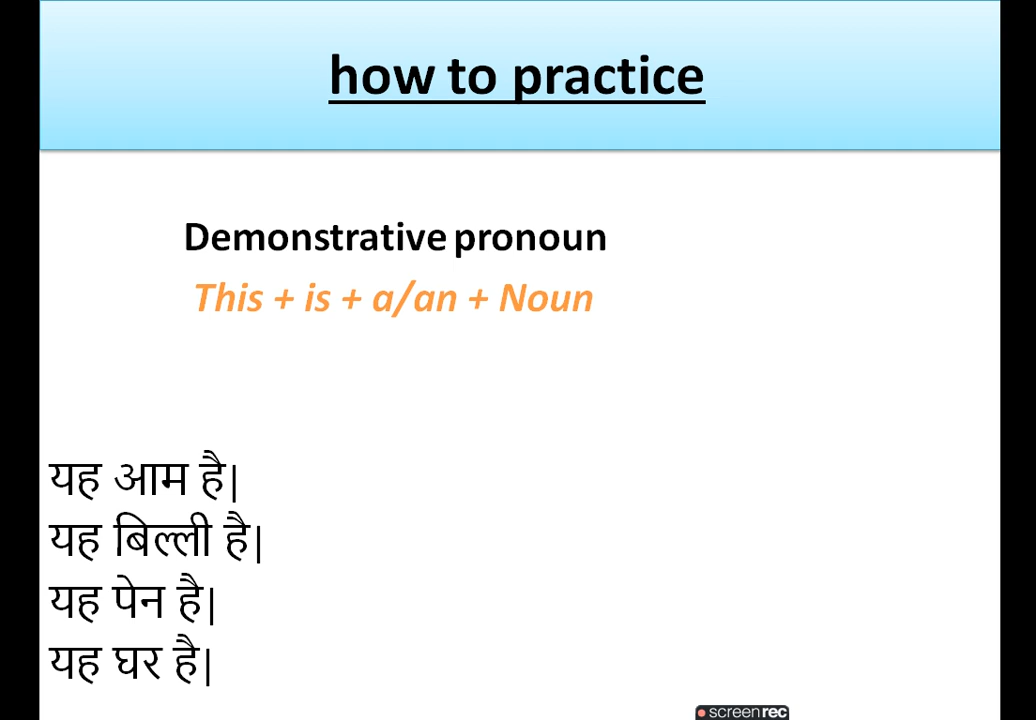 how to practice
Demonstrative pronoun
This + is + a/an + Noun
यह आम है|
यह बिल्ली है|
यह पेन है|
यह घर है|
screenrec